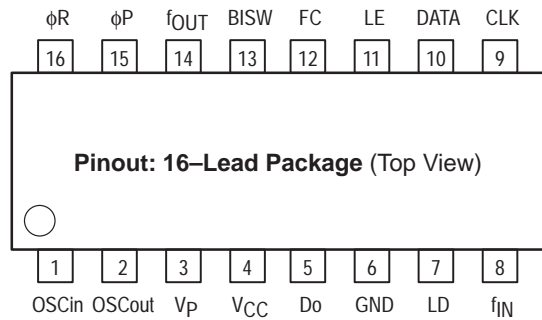 ϕR ϕP fOUT BISW FC LE DATA CLK
16 15 14 13 12 11 10 9
Pinout: 16–Lead Package (Top View)
1 2 3 4 5 6 7 8
OSCin OSCout VP VCC Do GND LD fIN